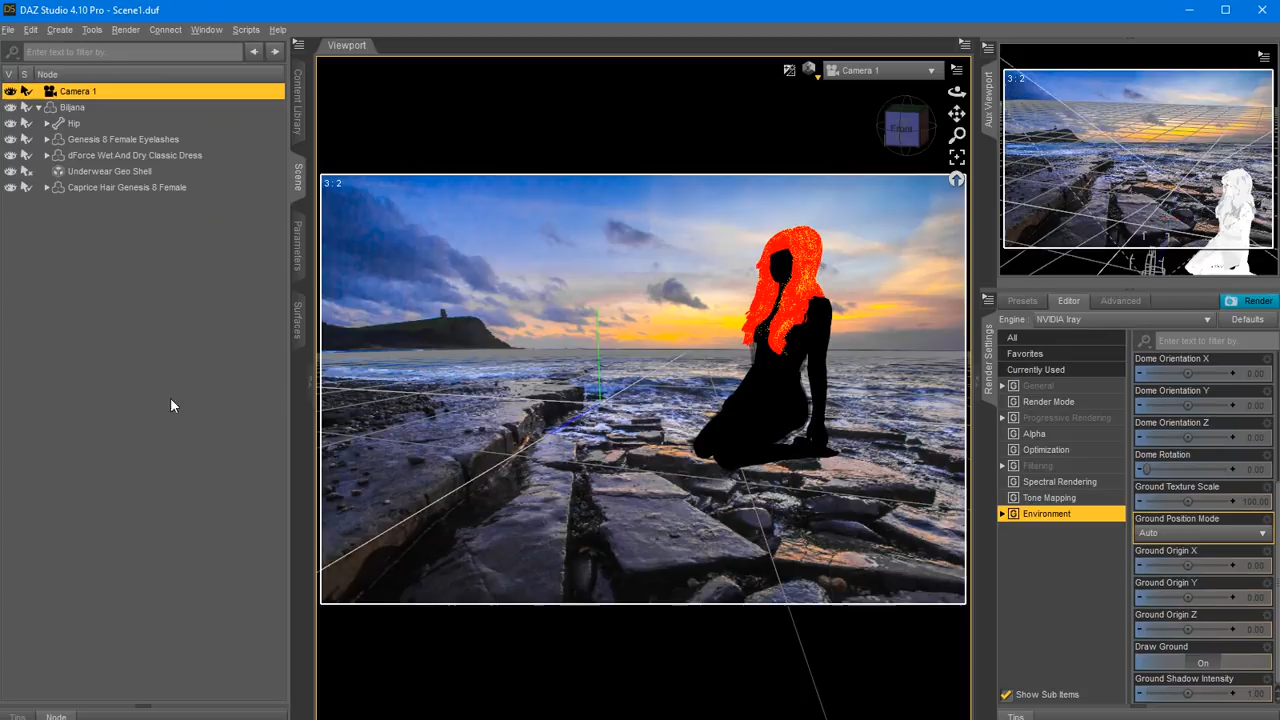 DS DAZ Studio 4.10 Pro - Scene1.duf
File Edit Create Tools Render Connect Window Scripts Help
Enter text to filter by:
V S Node
Camera 1
Biljana
Hip
Genesis 8 Female Eyelashes
dForce Wet And Dry Classic Dress
Underwear Geo Shell
Caprice Hair Genesis 8 Female
Tips Node
Content Library
Scene
Parameters
Surfaces
Viewport
Camera 1
Front
3 : 2
Aux Viewport
3 : 2
Render Settings
Presets Editor Advanced Render
Engine : NVIDIA Iray Defaults
All
Favorites
Currently Used
G General
G Render Mode
G Progressive Rendering
G Alpha
G Optimization
G Filtering
G Spectral Rendering
G Tone Mapping
G Environment
Show Sub Items
Enter text to filter by:
Dome Orientation X
0.00
Dome Orientation Y
0.00
Dome Orientation Z
0.00
Dome Rotation
0.00
Ground Texture Scale
100.00
Ground Position Mode
Auto
Ground Origin X
0.00
Ground Origin Y
0.00
Ground Origin Z
0.00
Draw Ground
On
Ground Shadow Intensity
1.00
Tips